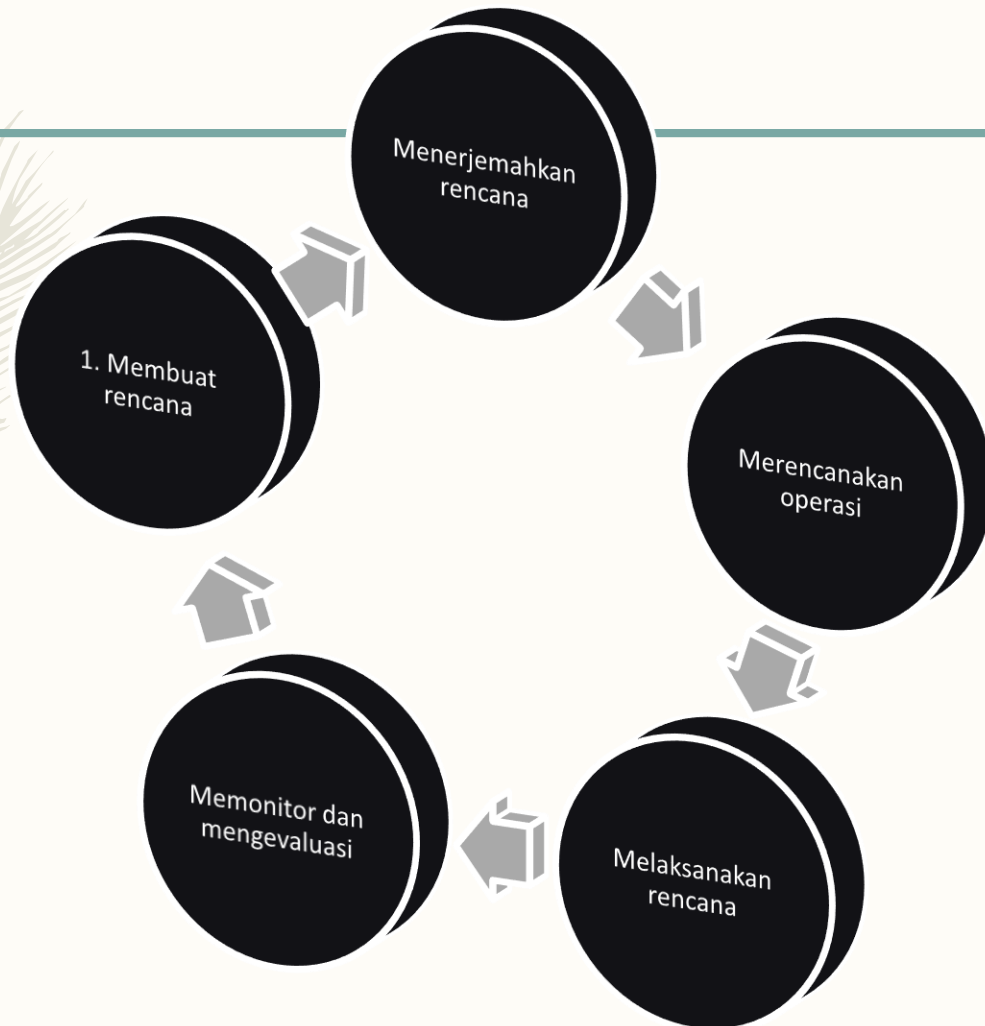 Menerjemahkan
rencana
1. Membuat
rencana
Merencanakan
operasi
Memonitor dan
mengevaluasi
Melaksanakan
rencana